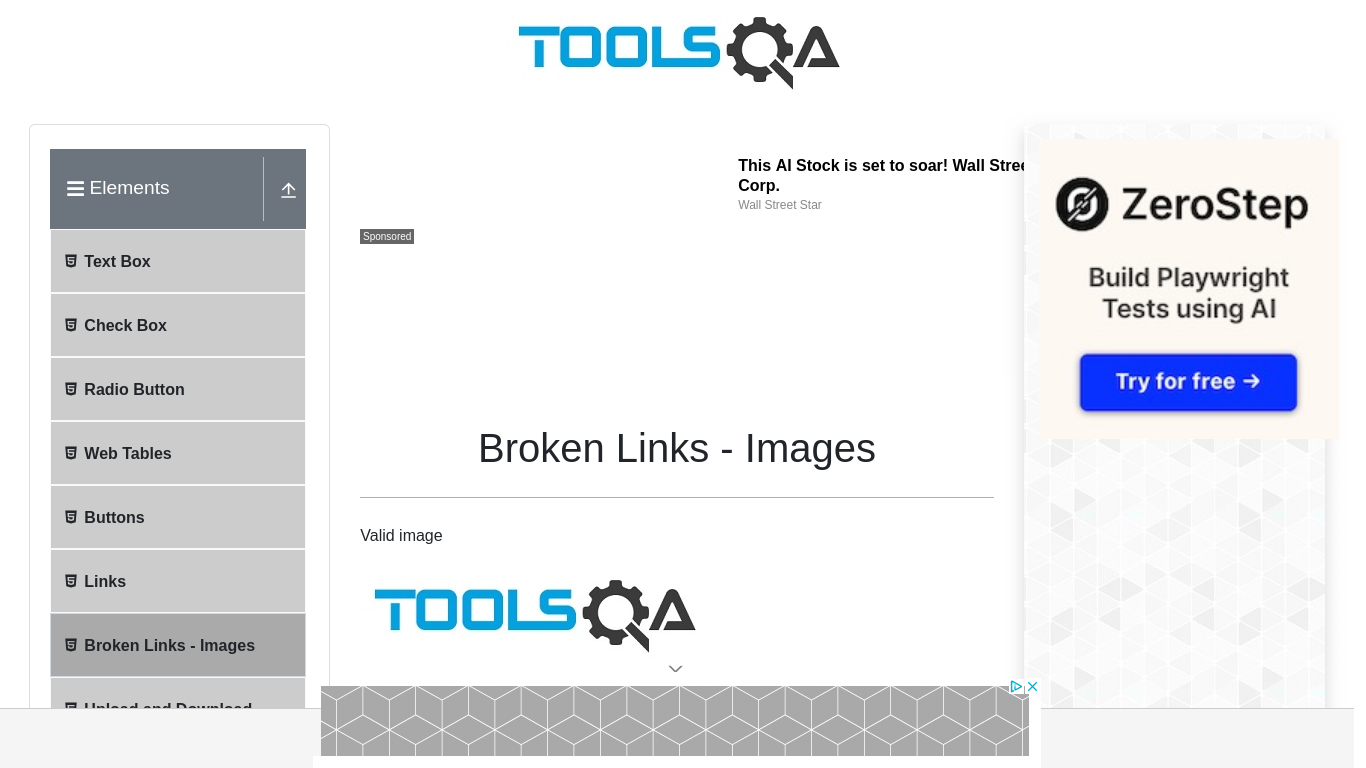 TOOLSQA
Elements
Text Box
Check Box
Radio Button
Web Tables
Buttons
Links
Broken Links - Images
This AI Stock is set to soar! Wall Stree
Corp.
Wall Street Star
Sponsored
Broken Links - Images
Valid image
TOOLSQA
ZeroStep
Build Playwright
Tests using AI
Try for free →